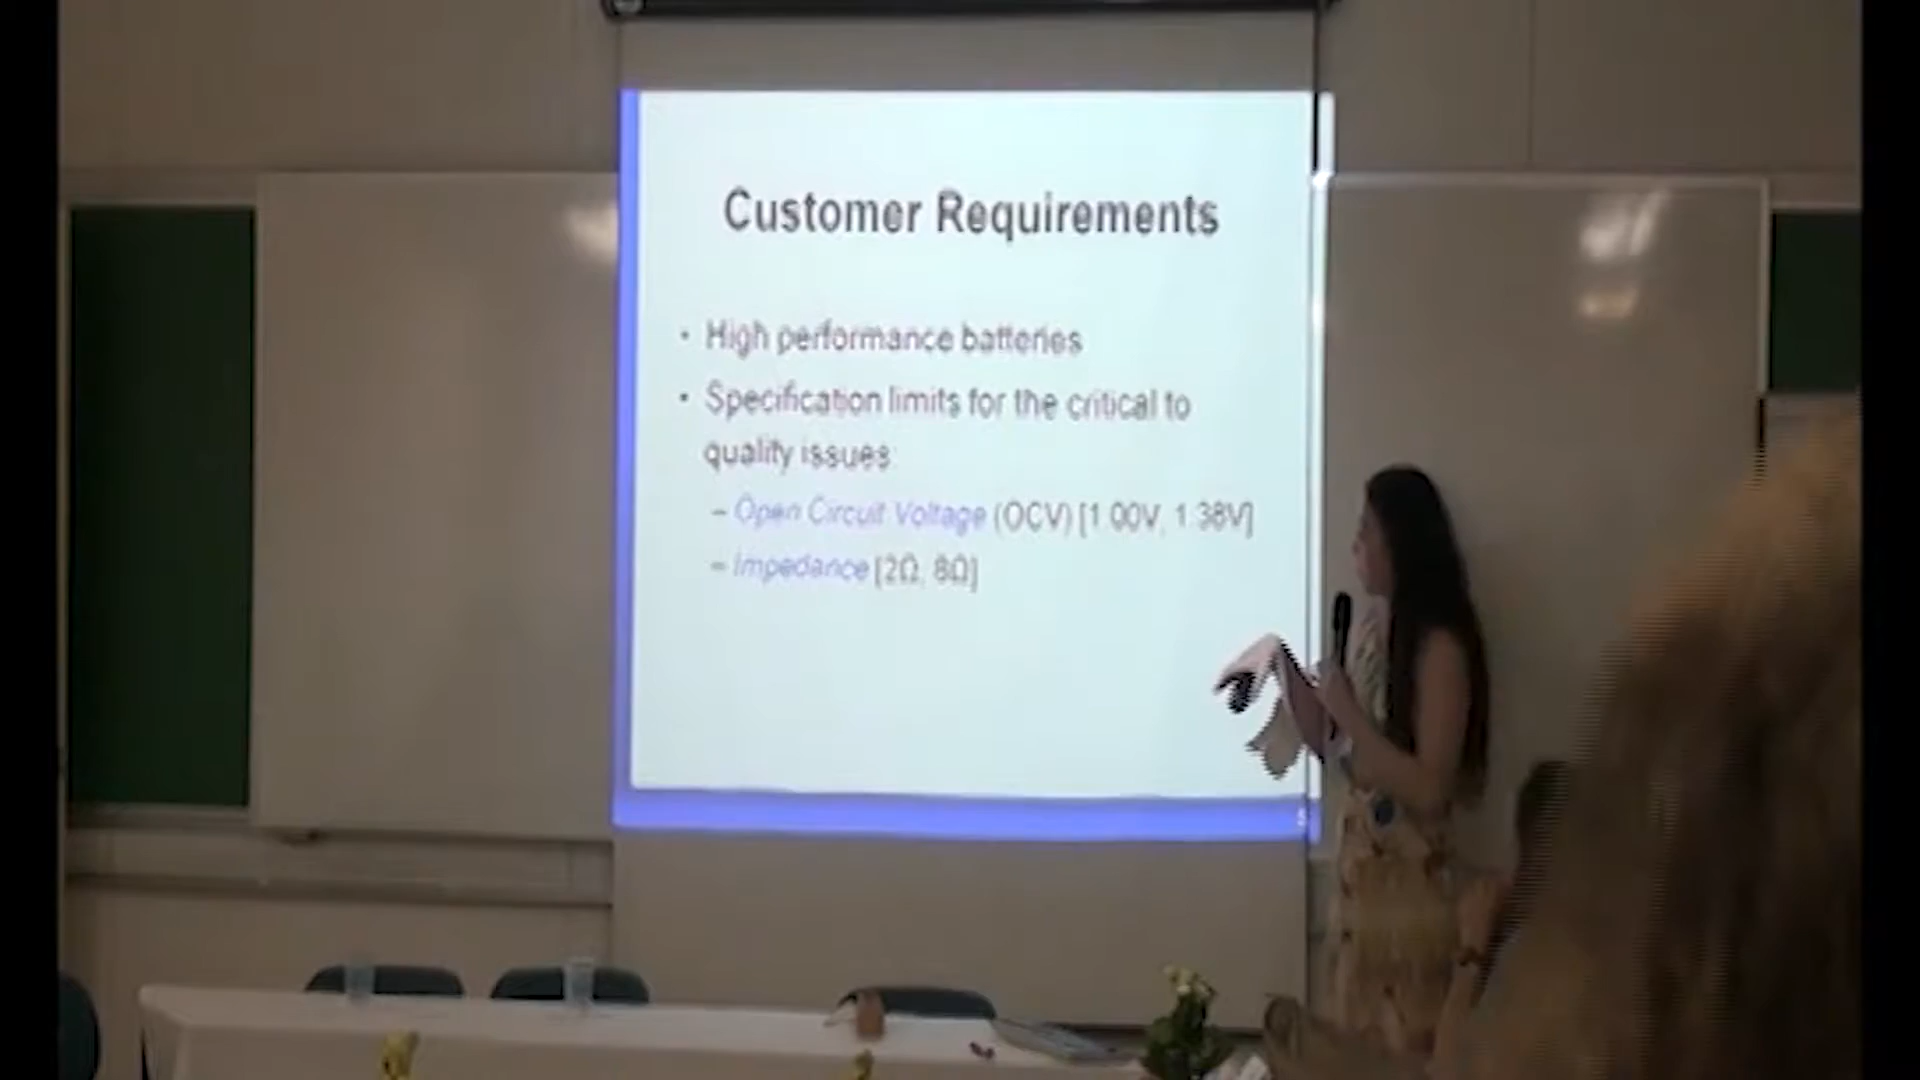 Customer Requirements
• High performance batteries
• Specification limits for the critical to
quality issues:
– Open Circuit Voltage (OCV) [1.00V, 1.38V]
– Impedance [2Ω, 8Ω]